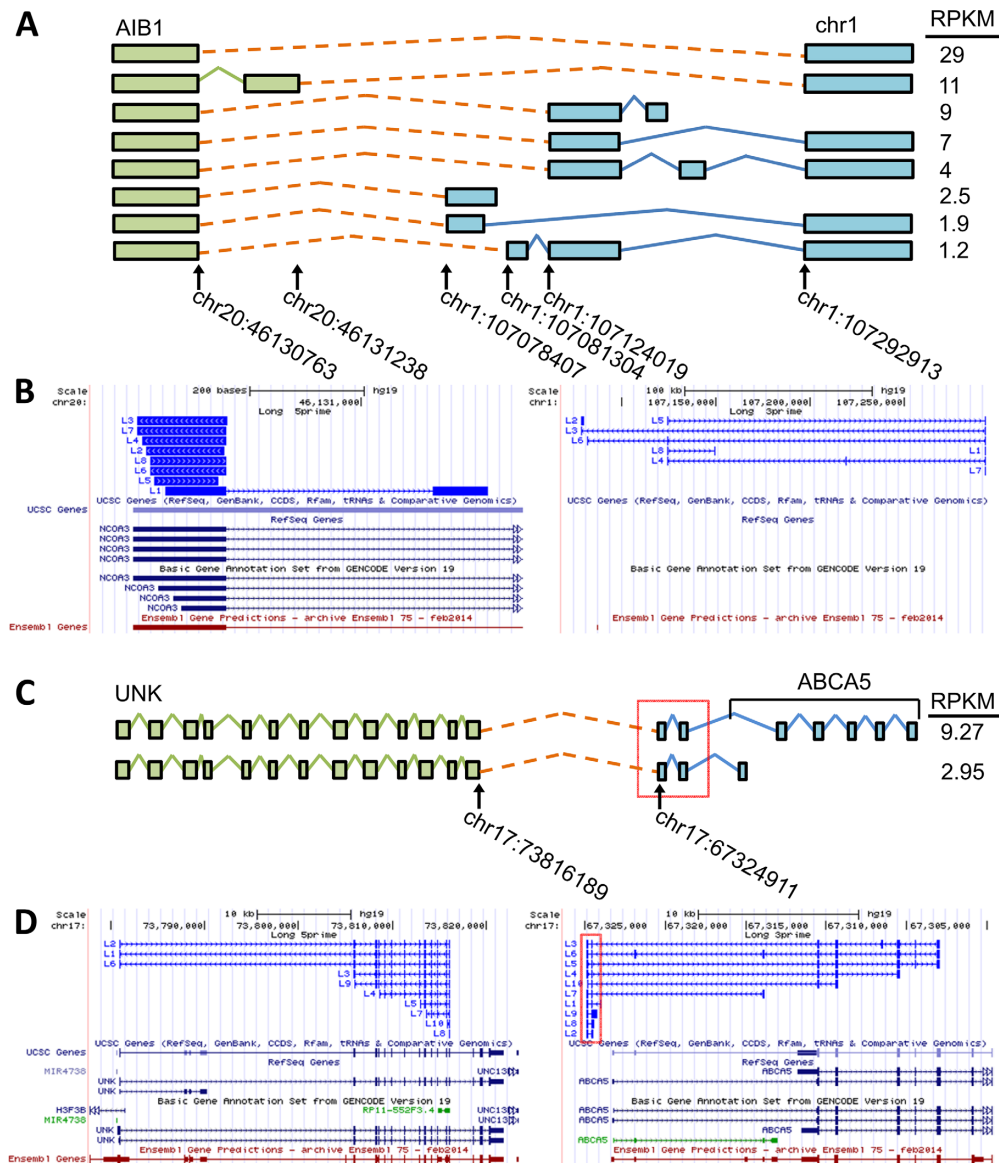 A
AIB1 chr1 RPKM
29
11
9
7
4
2.5
1.9
1.2
chr20:46130763
chr20:46131238
chr1:107078407
chr1:107081304
chr1:107124019
chr1:107292913
B
Scale 200 bases hg19
chr20: 46,131,000
Long 5prime
L3
L7
L4
L2
L8
L6
L5
L1
UCSC Genes (RefSeq, GenBank, CCDS, Rfam, tRNAs & Comparative Genomics)
UCSC Genes
RefSeq Genes
NCOA3
NCOA3
NCOA3
NCOA3
Basic Gene Annotation Set from GENCODE Version 19
NCOA3
NCOA3
NCOA3
NCOA3
Ensembl Gene Predictions - archive Ensembl 75 - feb2014
Ensembl Genes
Scale 100 kb hg19
chr1: 107,150,000 107,200,000 107,250,000
Long 3prime
L2 L5
L3
L6 L1
L8
L4
L7
UCSC Genes (RefSeq, GenBank, CCDS, Rfam, tRNAs & Comparative Genomics)
RefSeq Genes
Basic Gene Annotation Set from GENCODE Version 19
Ensembl Gene Predictions - archive Ensembl 75 - feb2014
C
UNK ABCA5 RPKM
9.27
2.95
chr17:73816189
chr17:67324911
D
Scale 10 kb hg19
chr17: 73,790,000 73,800,000 73,810,000 73,820,000
Long 5prime
L2
L1
L6
L3
L9
L4
L5
L7
L10
L8
UCSC Genes (RefSeq, GenBank, CCDS, Rfam, tRNAs & Comparative Genomics)
UCSC Genes
RefSeq Genes
MIR4738 UNC13
UNK
UNK
Basic Gene Annotation Set from GENCODE Version 19
H3F3B RP11-552F3.4 UNC13
MIR4738 UNC13
UNK
UNK
Ensembl Gene Predictions - archive Ensembl 75 - feb2014
Ensembl Genes
Scale 10 kb hg19
chr17: 67,325,000 67,320,000 67,315,000 67,310,000 67,305,000
Long 3prime
L3
L6
L5
L4
L10
L7
L1
L9
L8
L2
UCSC Genes (RefSeq, GenBank, CCDS, Rfam, tRNAs & Comparative Genomics)
RefSeq Genes
ABCA5
ABCA5
Basic Gene Annotation Set from GENCODE Version 19
ABCA5
ABCA5
ABCA5
ABCA5
Ensembl Gene Predictions - archive Ensembl 75 - feb2014